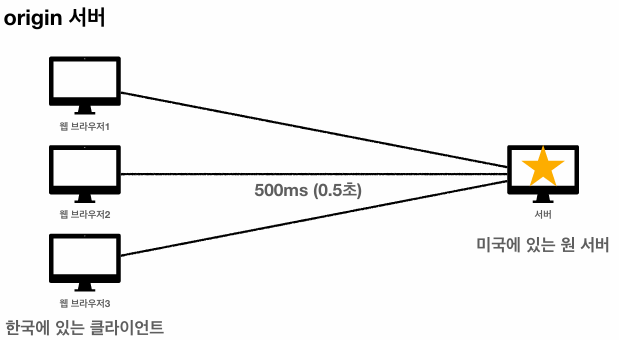 origin 서버
웹 브라우저1
웹 브라우저2
500ms (0.5초)
서버
미국에 있는 원 서버
웹 브라우저3
한국에 있는 클라이언트